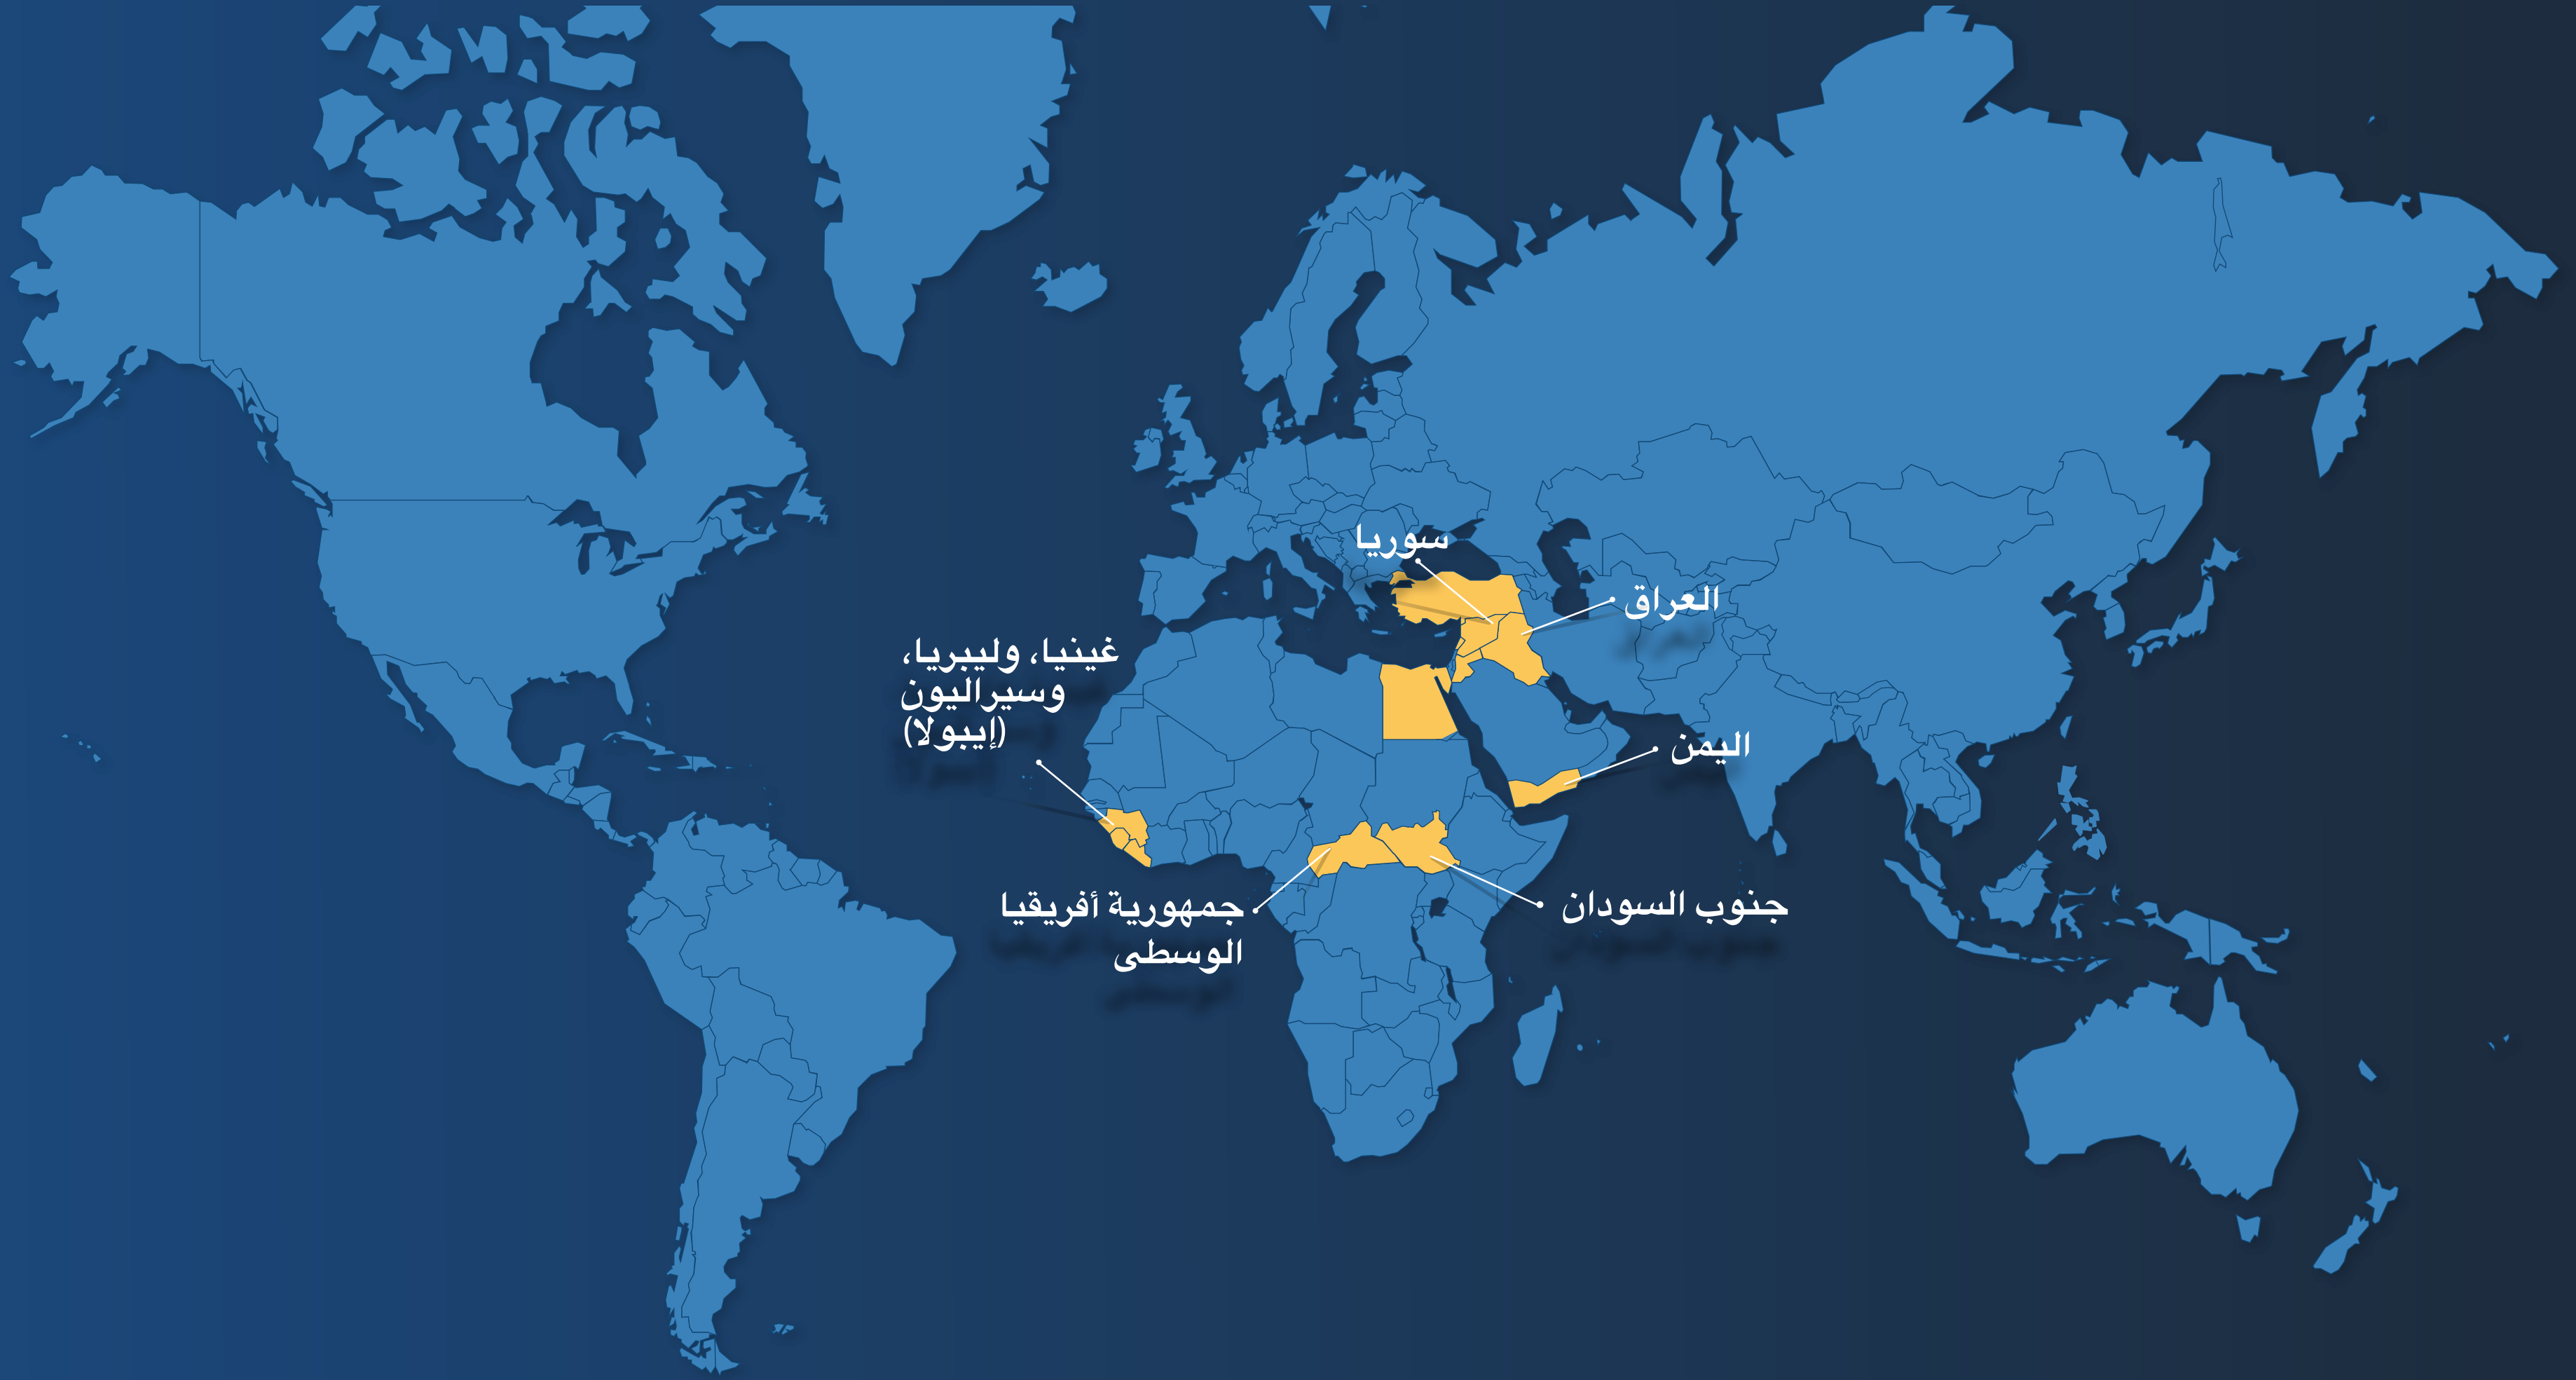 سوريا
العراق
غينيا، وليبريا،
وسيراليون
(إيبولا)
اليمن
جمهورية أفريقيا
الوسطى
جنوب السودان